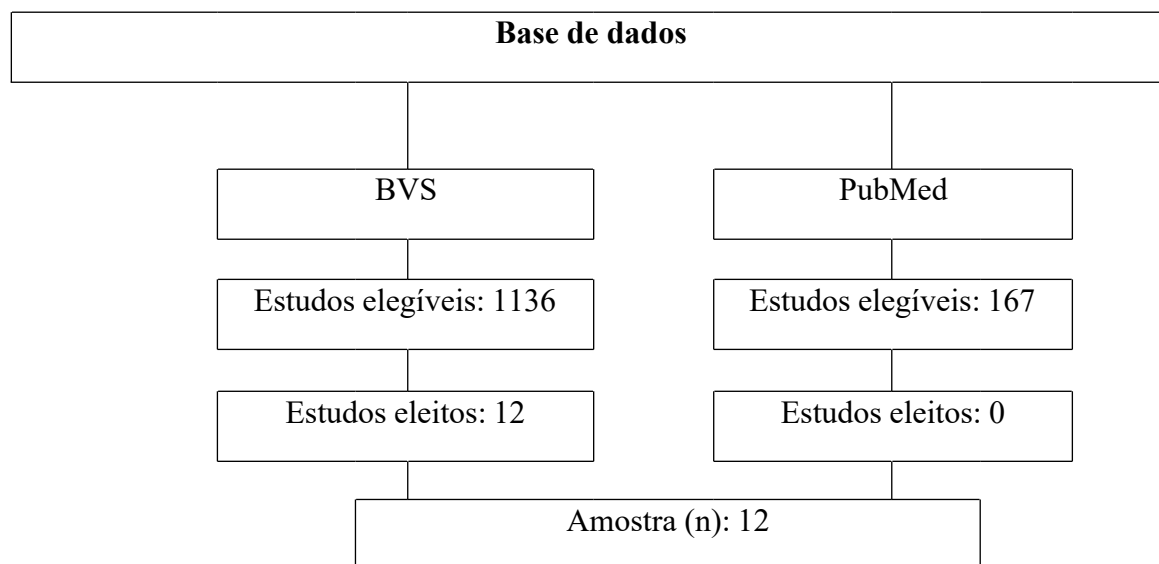 Base de dados
BVS
PubMed
Estudos elegíveis: 1136
Estudos elegíveis: 167
Estudos eleitos: 12
Estudos eleitos: 0
Amostra (n): 12